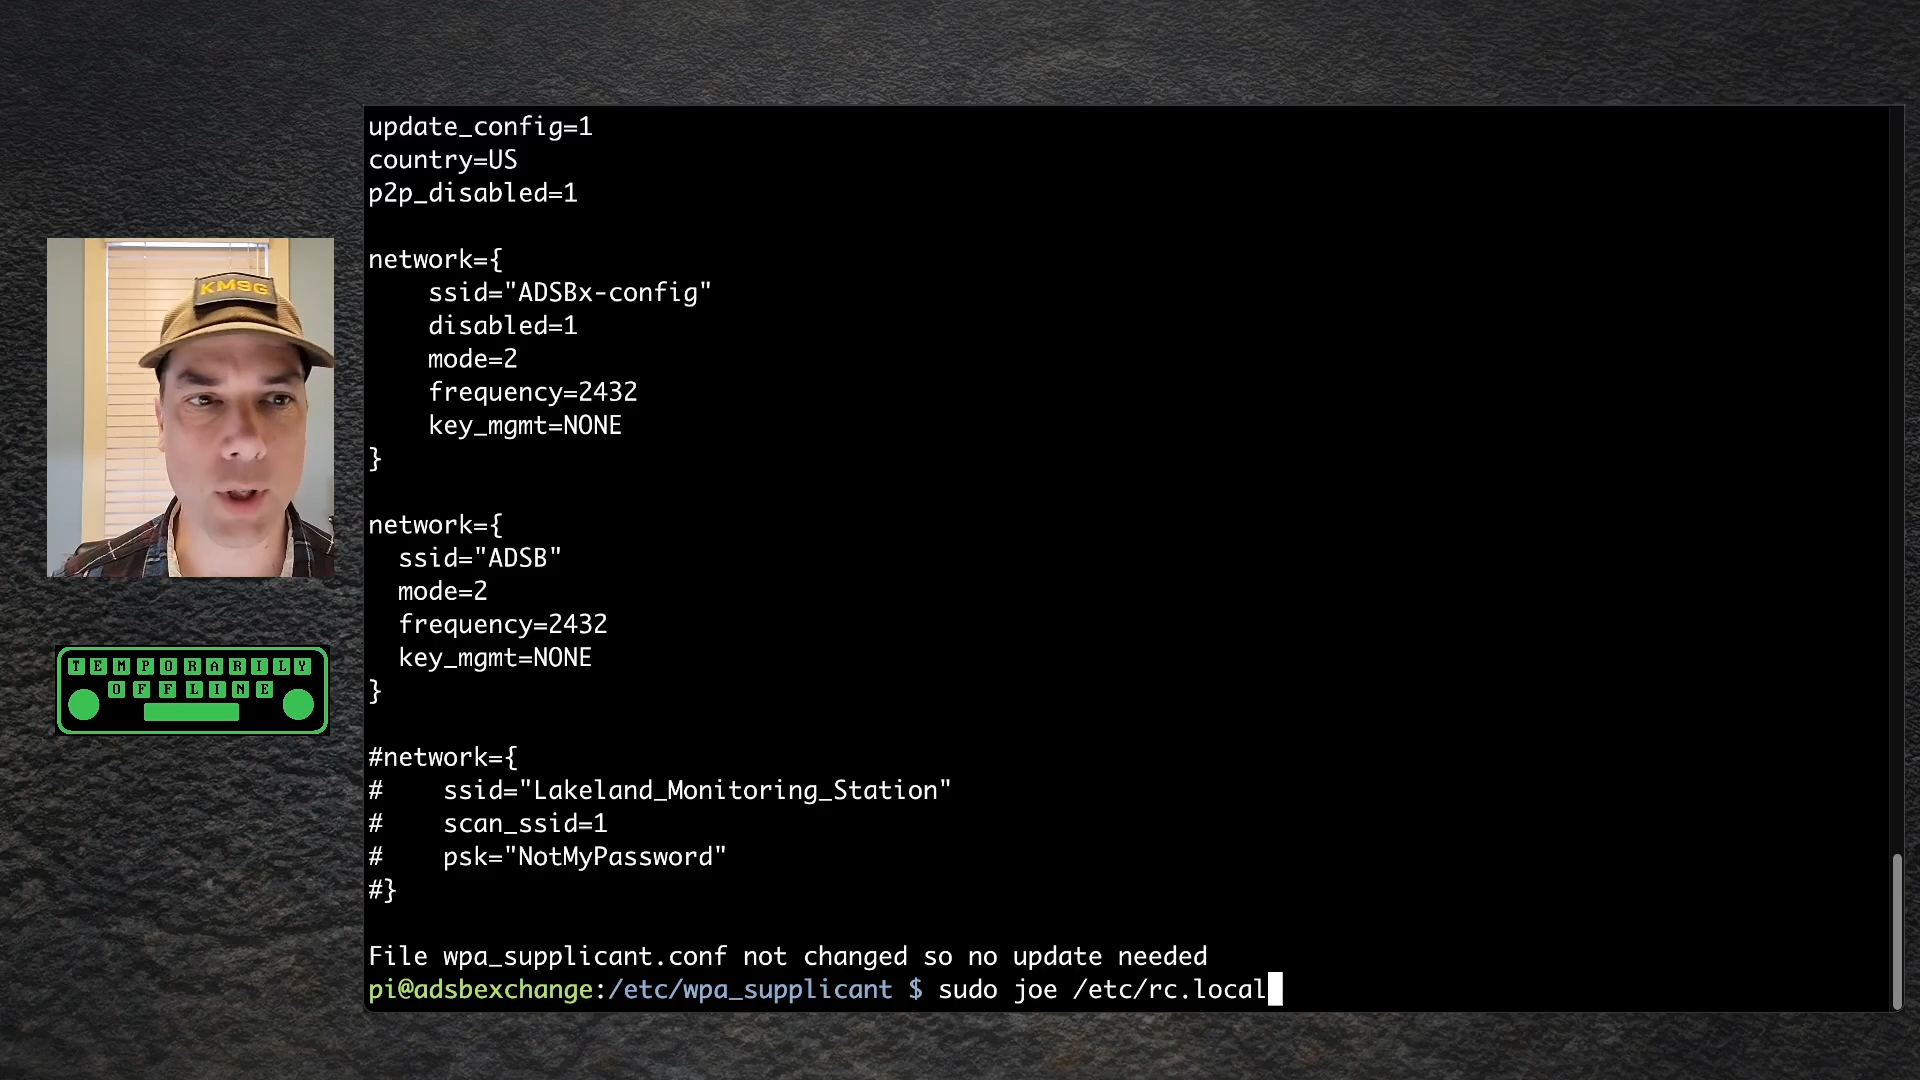 update_config=1
country=US
p2p_disabled=1
network={
ssid="ADSBx-config"
disabled=1
mode=2
frequency=2432
key_mgmt=NONE
}
network={
ssid="ADSB"
mode=2
frequency=2432
key_mgmt=NONE
}
#network={
# ssid="Lakeland_Monitoring_Station"
# scan_ssid=1
# psk="NotMyPassword"
#}
File wpa_supplicant.conf not changed so no update needed
pi@adsbexchange:/etc/wpa_supplicant $ sudo joe /etc/rc.local
KM9G
TEMPORARILY
OFFLINE